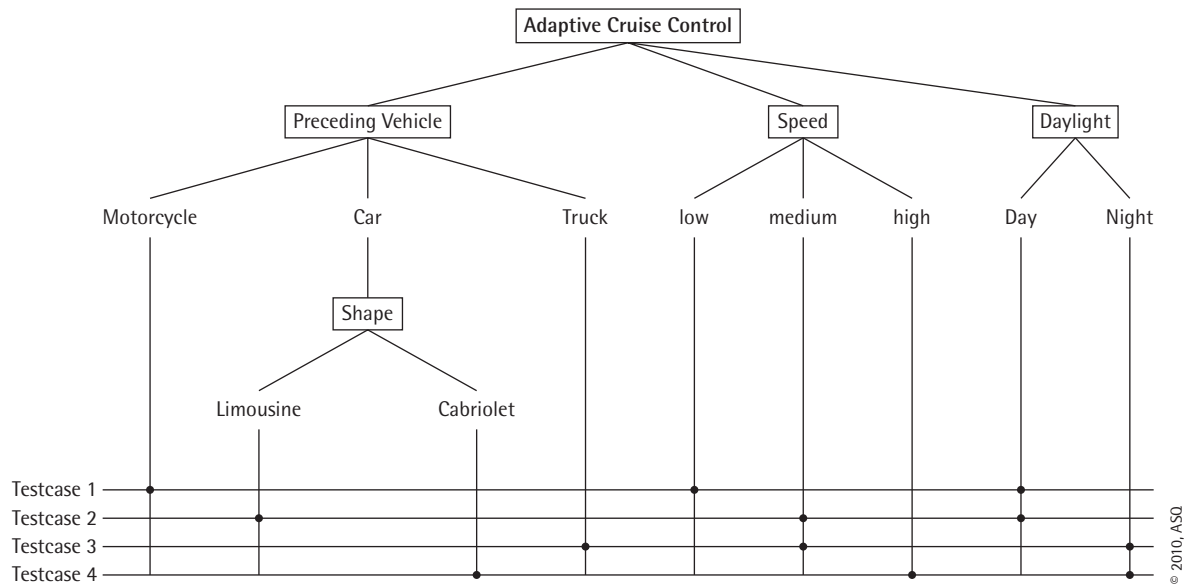 Adaptive Cruise Control
Preceding Vehicle
Speed
Daylight
Motorcycle
Car
Truck
low
medium
high
Day
Night
Shape
Limousine
Cabriolet
Testcase 1
Testcase 2
Testcase 3
Testcase 4
© 2010, ASQ